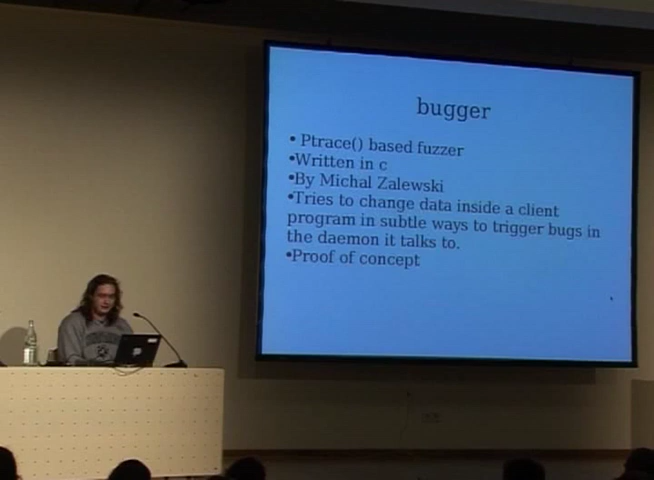 bugger
• Ptrace() based fuzzer
•Written in c
•By Michal Zalewski
•Tries to change data inside a client
program in subtle ways to trigger bugs in
the daemon it talks to.
•Proof of concept